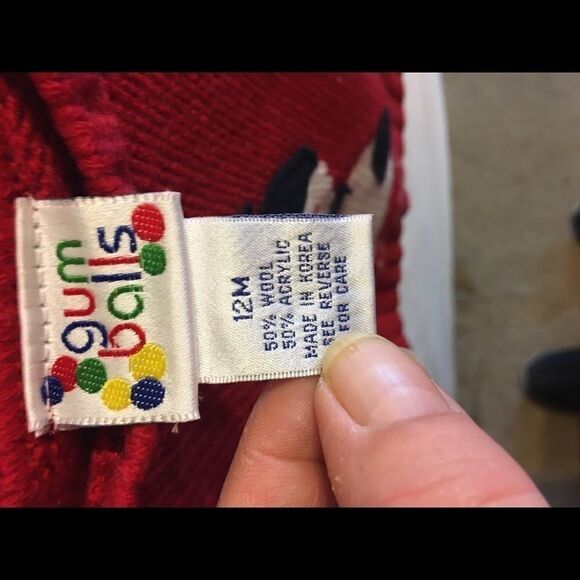 gum
balls
12M
50% WOOL
50% ACRYLIC
MADE IN KOREA
SEE REVERSE
FOR CARE